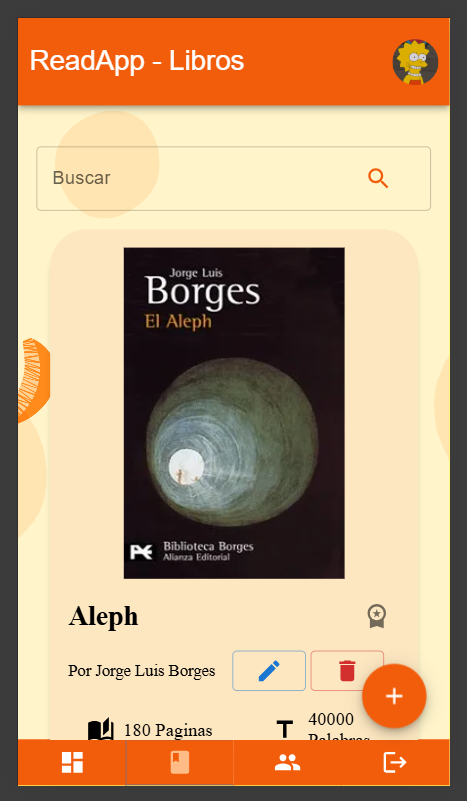 ReadApp - Libros
Buscar
Jorge Luis
Borges
El Aleph
Biblioteca Borges
Alianza Editorial
Aleph
Por Jorge Luis Borges
180 Paginas
40000
Palabras